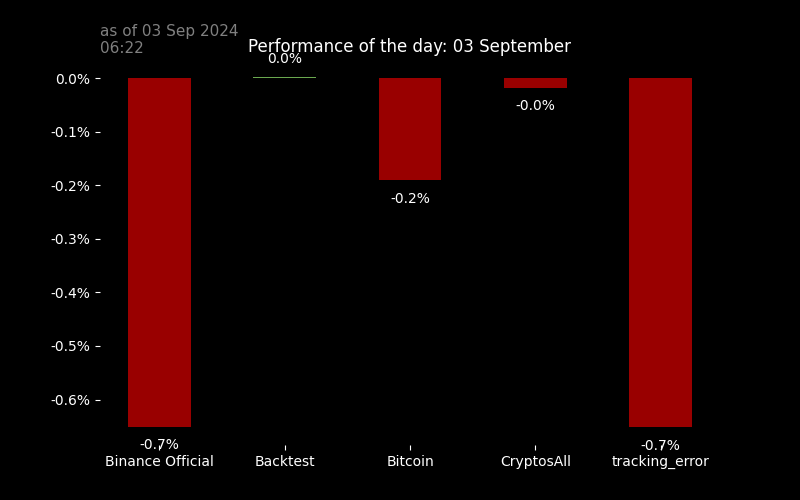 as of 03 Sep 2024
06:22
Performance of the day: 03 September
0.0%
0.0%
-0.0%
-0.1%
-0.2%
-0.2%
-0.3%
-0.4%
-0.5%
-0.6%
-0.7%
-0.7%
Binance Official
Backtest
Bitcoin
CryptosAll
tracking_error